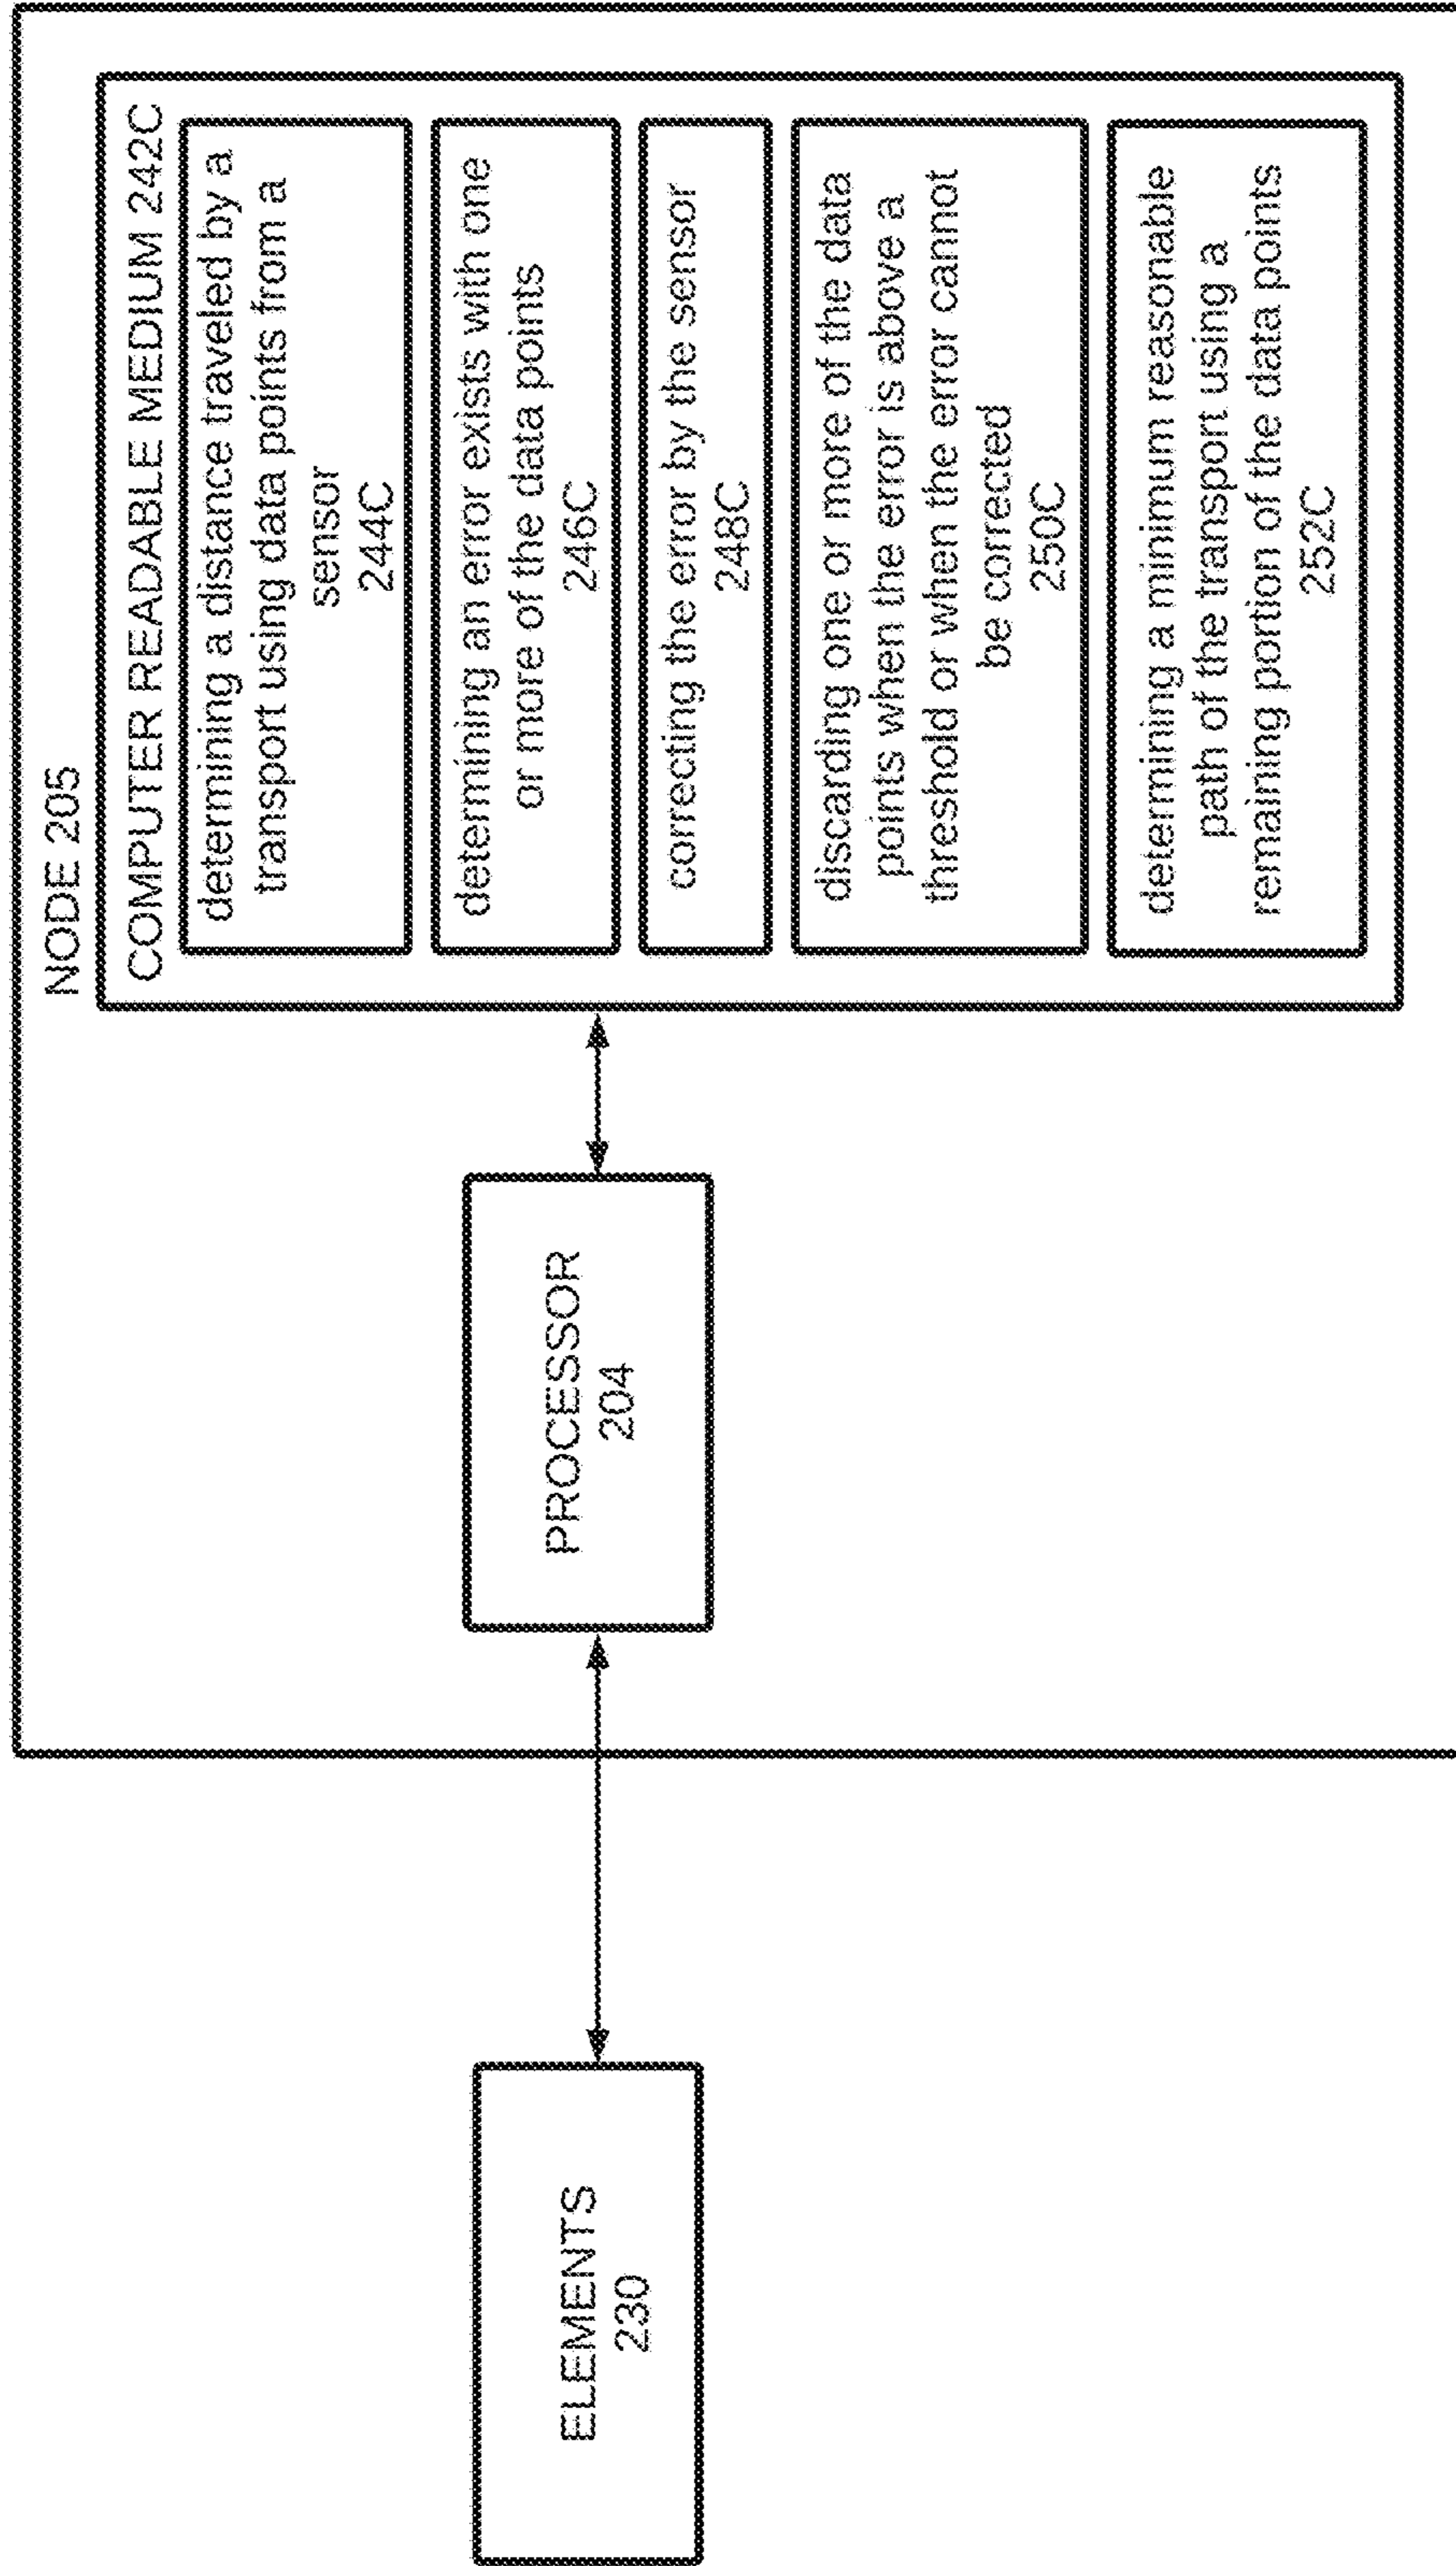 NODE 205
COMPUTER READABLE MEDIUM 242C
determining a distance traveled by a
transport using data points from a
sensor
244C
determining an error exists with one
or more of the data points
246C
correcting the error by the sensor
248C
discarding one or more of the data
points when the error is above a
threshold or when the error cannot
be corrected
250C
determining a minimum reasonable
path of the transport using a
remaining portion of the data points
252C
PROCESSOR
204
ELEMENTS
230